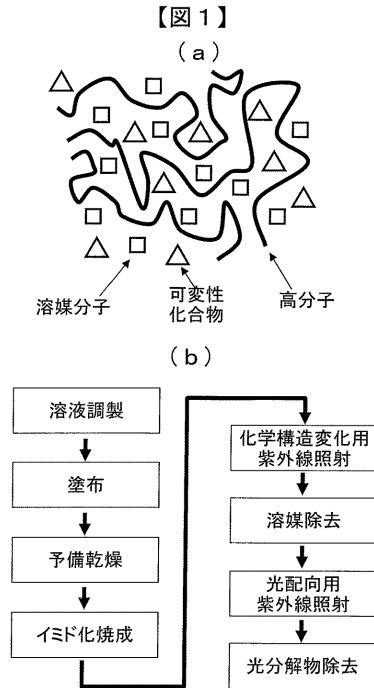 【図1】
(a)
溶媒分子
可変性
化合物
高分子
(b)
溶液調製
塗布
予備乾燥
イミド化焼成
化学構造変化用
紫外線照射
溶媒除去
光配向用
紫外線照射
光分解物除去